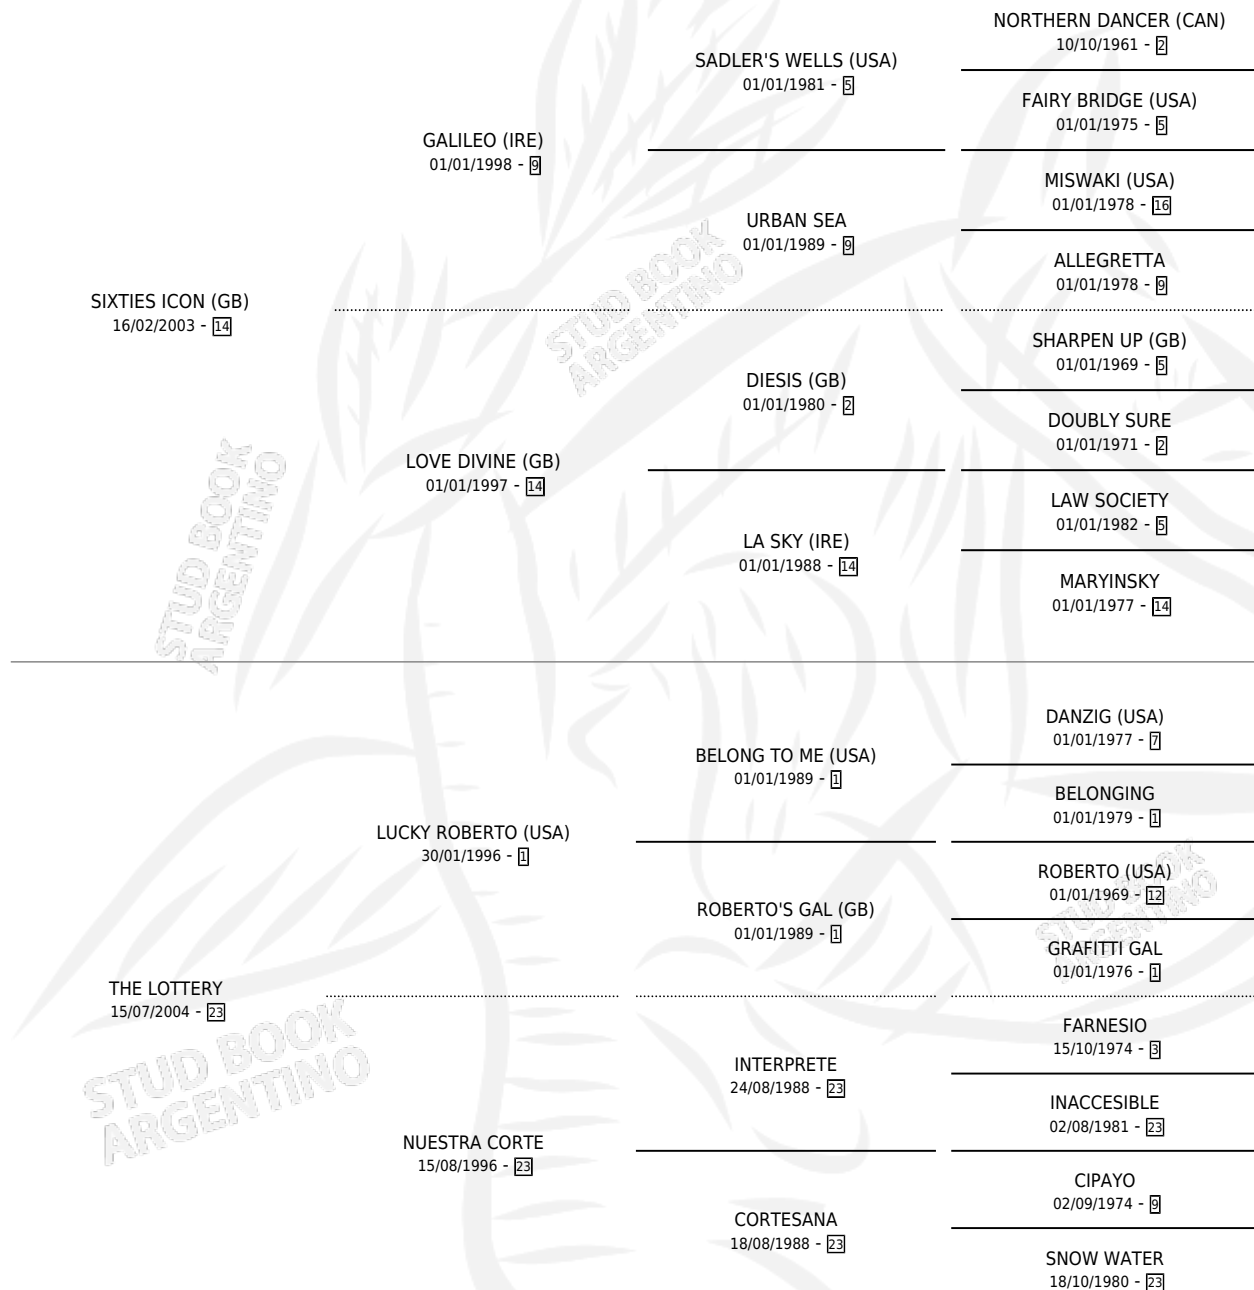 NORTHERN DANCER (CAN)
10/10/1961 - 2
SADLER'S WELLS (USA)
01/01/1981 - 5
FAIRY BRIDGE (USA)
01/01/1975 - 5
GALILEO (IRE)
01/01/1998 - 9
MISWAKI (USA)
01/01/1978 - 16
URBAN SEA
01/01/1989 - 9
ALLEGRETTA
01/01/1978 - 9
SIXTIES ICON (GB)
16/02/2003 - 14
STUD BOOK
ARGENTINO
SHARPEN UP (GB)
01/01/1969 - 5
DIESIS (GB)
01/01/1980 - 2
DOUBLY SURE
01/01/1971 - 2
LOVE DIVINE (GB)
01/01/1997 - 14
STUD BOOK
ARGENTINO
LAW SOCIETY
01/01/1982 - 5
LA SKY (IRE)
01/01/1988 - 14
MARYINSKY
01/01/1977 - 14
DANZIG (USA)
01/01/1977 - 7
BELONG TO ME (USA)
01/01/1989 - 1
BELONGING
01/01/1979 - 1
LUCKY ROBERTO (USA)
30/01/1996 - 1
ROBERTO (USA)
01/01/1969 - 12
STUD BOOK
ARGENTINO
ROBERTO'S GAL (GB)
01/01/1989 - 1
GRAFITTI GAL
01/01/1976 - 1
THE LOTTERY
15/07/2004 - 23
STUD BOOK
ARGENTINO
FARNESIO
15/10/1974 - 3
INTERPRETE
24/08/1988 - 23
INACCESIBLE
02/08/1981 - 23
NUESTRA CORTE
15/08/1996 - 23
CIPAYO
02/09/1974 - 9
CORTESANA
18/08/1988 - 23
SNOW WATER
18/10/1980 - 23